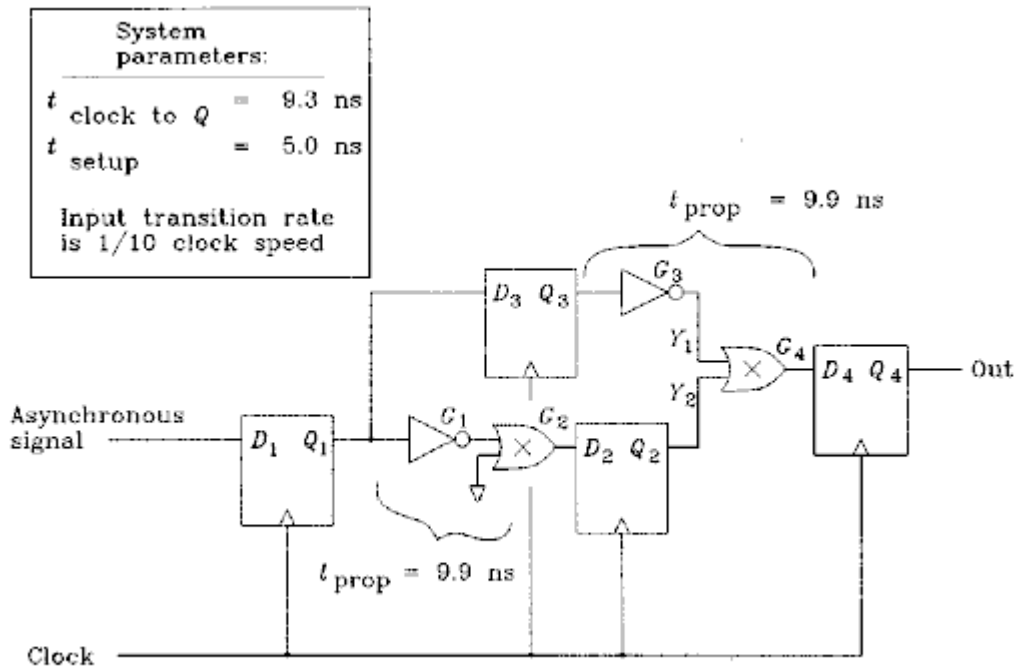 System
parameters:
t clock to Q = 9.3 ns
t setup = 5.0 ns
Input transition rate
is 1/10 clock speed
t prop = 9.9 ns
G3
D3 Q3
Y1
G4
Y2
D4 Q4
Out
Asynchronous
signal
G1
G2
D1 Q1
D2 Q2
t prop = 9.9 ns
Clock